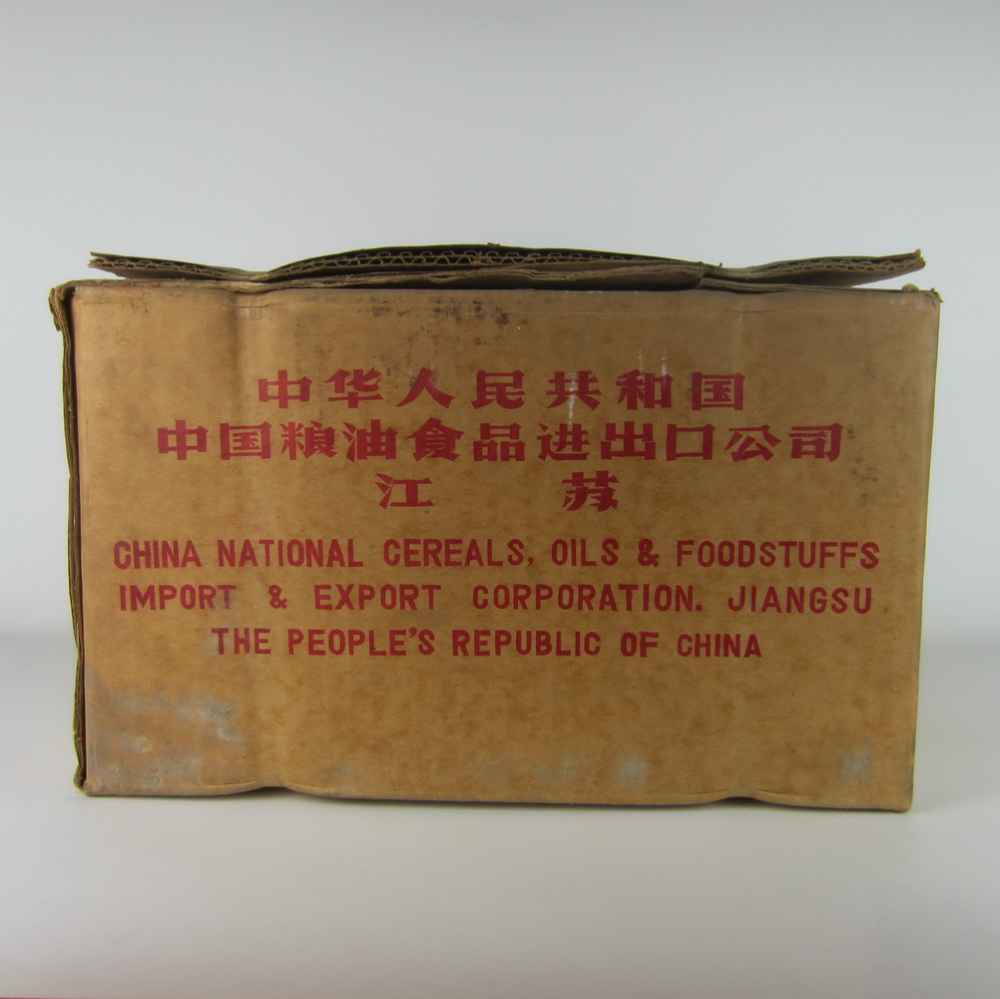 中华人民共和国
中国粮油食品进出口公司
江 苏
CHINA NATIONAL CEREALS, OILS & FOODSTUFFS
IMPORT & EXPORT CORPORATION. JIANGSU
THE PEOPLE'S REPUBLIC OF CHINA